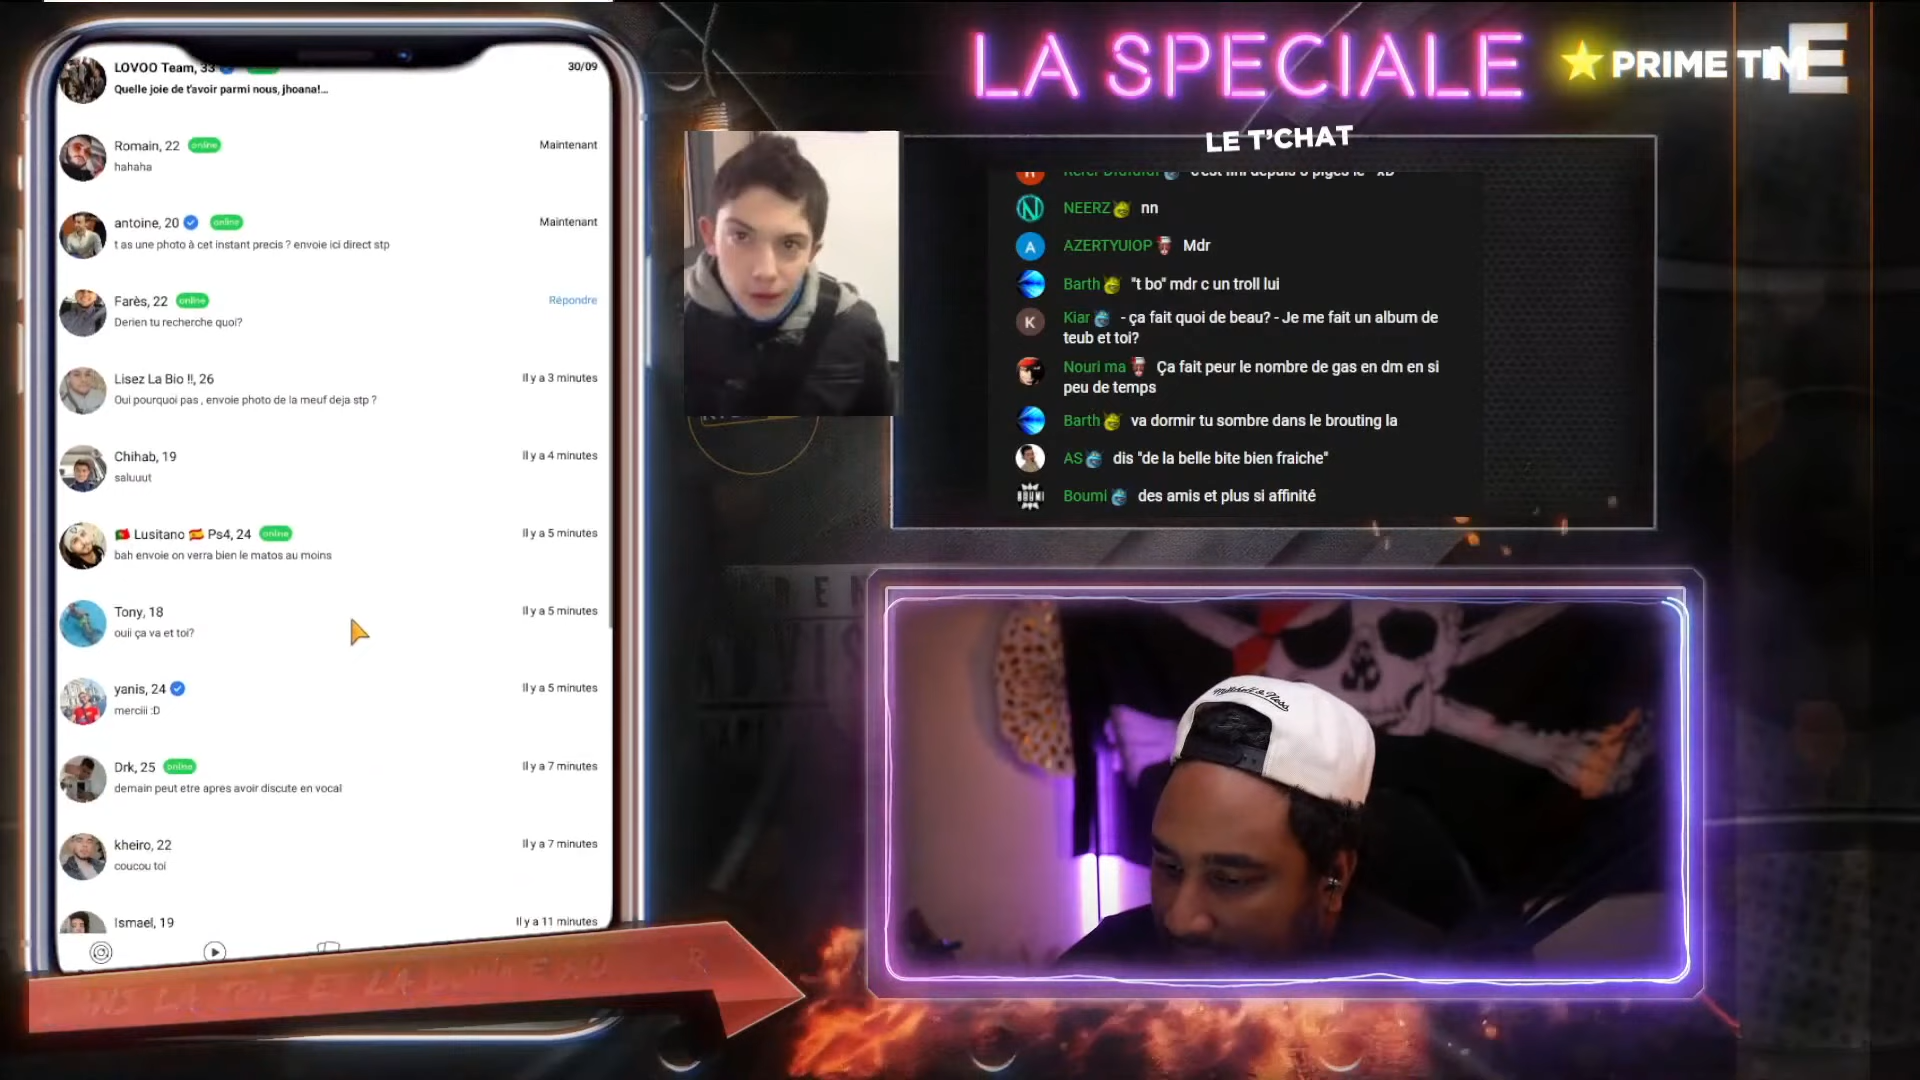 LOVOO Team, 33
30/09
Quelle joie de t'avoir parmi nous, jhoana!...
Romain, 22 online
Maintenant
hahaha
antoine, 20 online
Maintenant
t as une photo à cet instant precis ? envoie ici direct stp
Farès, 22 online
Répondre
Derien tu recherche quoi?
Lisez La Bio !!, 26
Il y a 3 minutes
Oui pourquoi pas , envoie photo de la meuf deja stp ?
Chihab, 19
Il y a 4 minutes
saluuut
Lusitano Ps4, 24 online
Il y a 5 minutes
bah envoie on verra bien le matos au moins
Tony, 18
Il y a 5 minutes
ouii ça va et toi?
yanis, 24
Il y a 5 minutes
merciii :D
Drk, 25 online
Il y a 7 minutes
demain peut etre apres avoir discute en vocal
kheiro, 22
Il y a 7 minutes
coucou toi
Ismael, 19
Il y a 11 minutes
LA SPECIALE
PRIME TIME
LE T'CHAT
NEERZ nn
AZERTYUIOP Mdr
Barth "t bo" mdr c un troll lui
Kiar - ça fait quoi de beau? - Je me fait un album de
teub et toi?
Nouri ma Ça fait peur le nombre de gas en dm en si
peu de temps
Barth va dormir tu sombre dans le brouting la
AS dis "de la belle bite bien fraiche"
Boumi des amis et plus si affinité
Mitchell & Ness